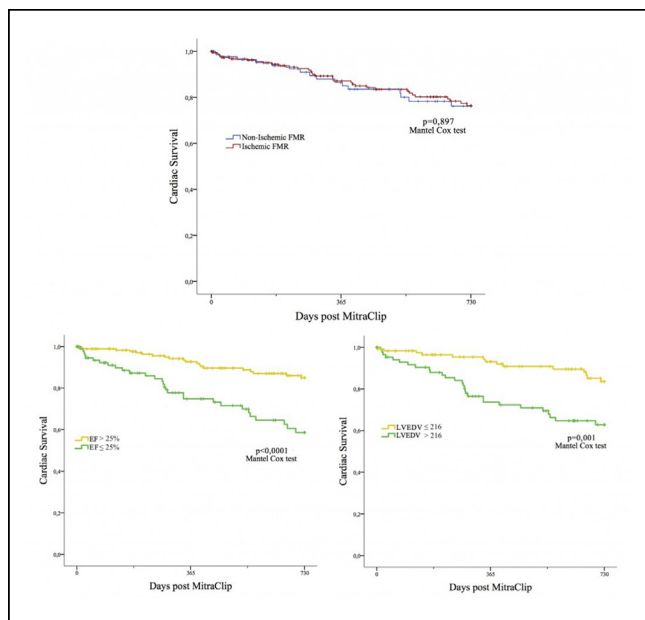 Cardiac Survival
1,0
0,8
0,6
0,4
0,2
0,0
Non-Ischemic FMR
Ischemic FMR
p=0,897
Mantel Cox test
0
365
730
Days post MitraClip
Cardiac Survival
1,0
0,8
0,6
0,4
0,2
0,0
EF > 25%
EF ≤ 25%
p<0,0001
Mantel Cox test
0
365
730
Days post MitraClip
Cardiac Survival
1,0
0,8
0,6
0,4
0,2
0,0
LVEDV ≤ 216
LVEDV > 216
p=0,001
Mantel Cox test
0
365
730
Days post MitraClip